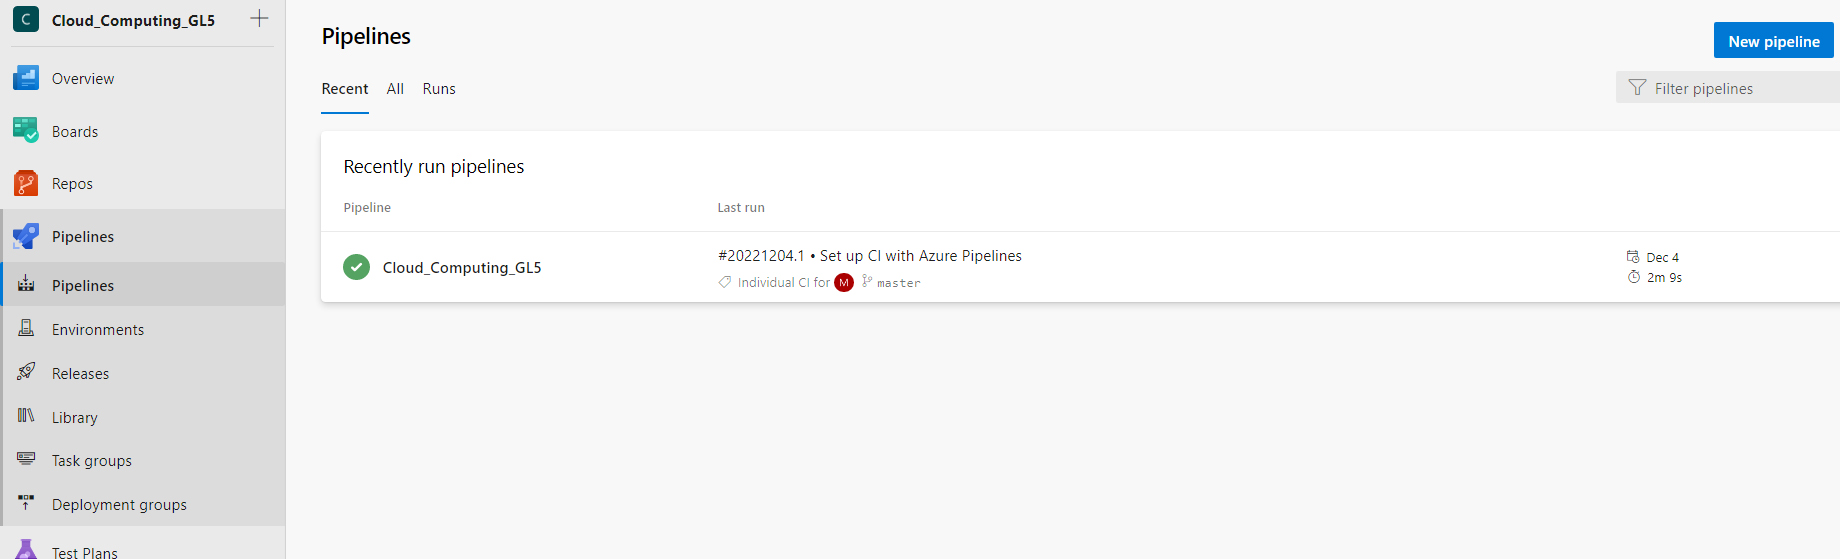 C Cloud_Computing_GL5
Overview
Boards
Repos
Pipelines
Pipelines
Environments
Releases
Library
Task groups
Deployment groups
Test Plans
Pipelines
New pipeline
Recent All Runs
Filter pipelines
Recently run pipelines
Pipeline Last run
Cloud_Computing_GL5
#20221204.1 • Set up CI with Azure Pipelines
Individual CI for M master
Dec 4
2m 9s